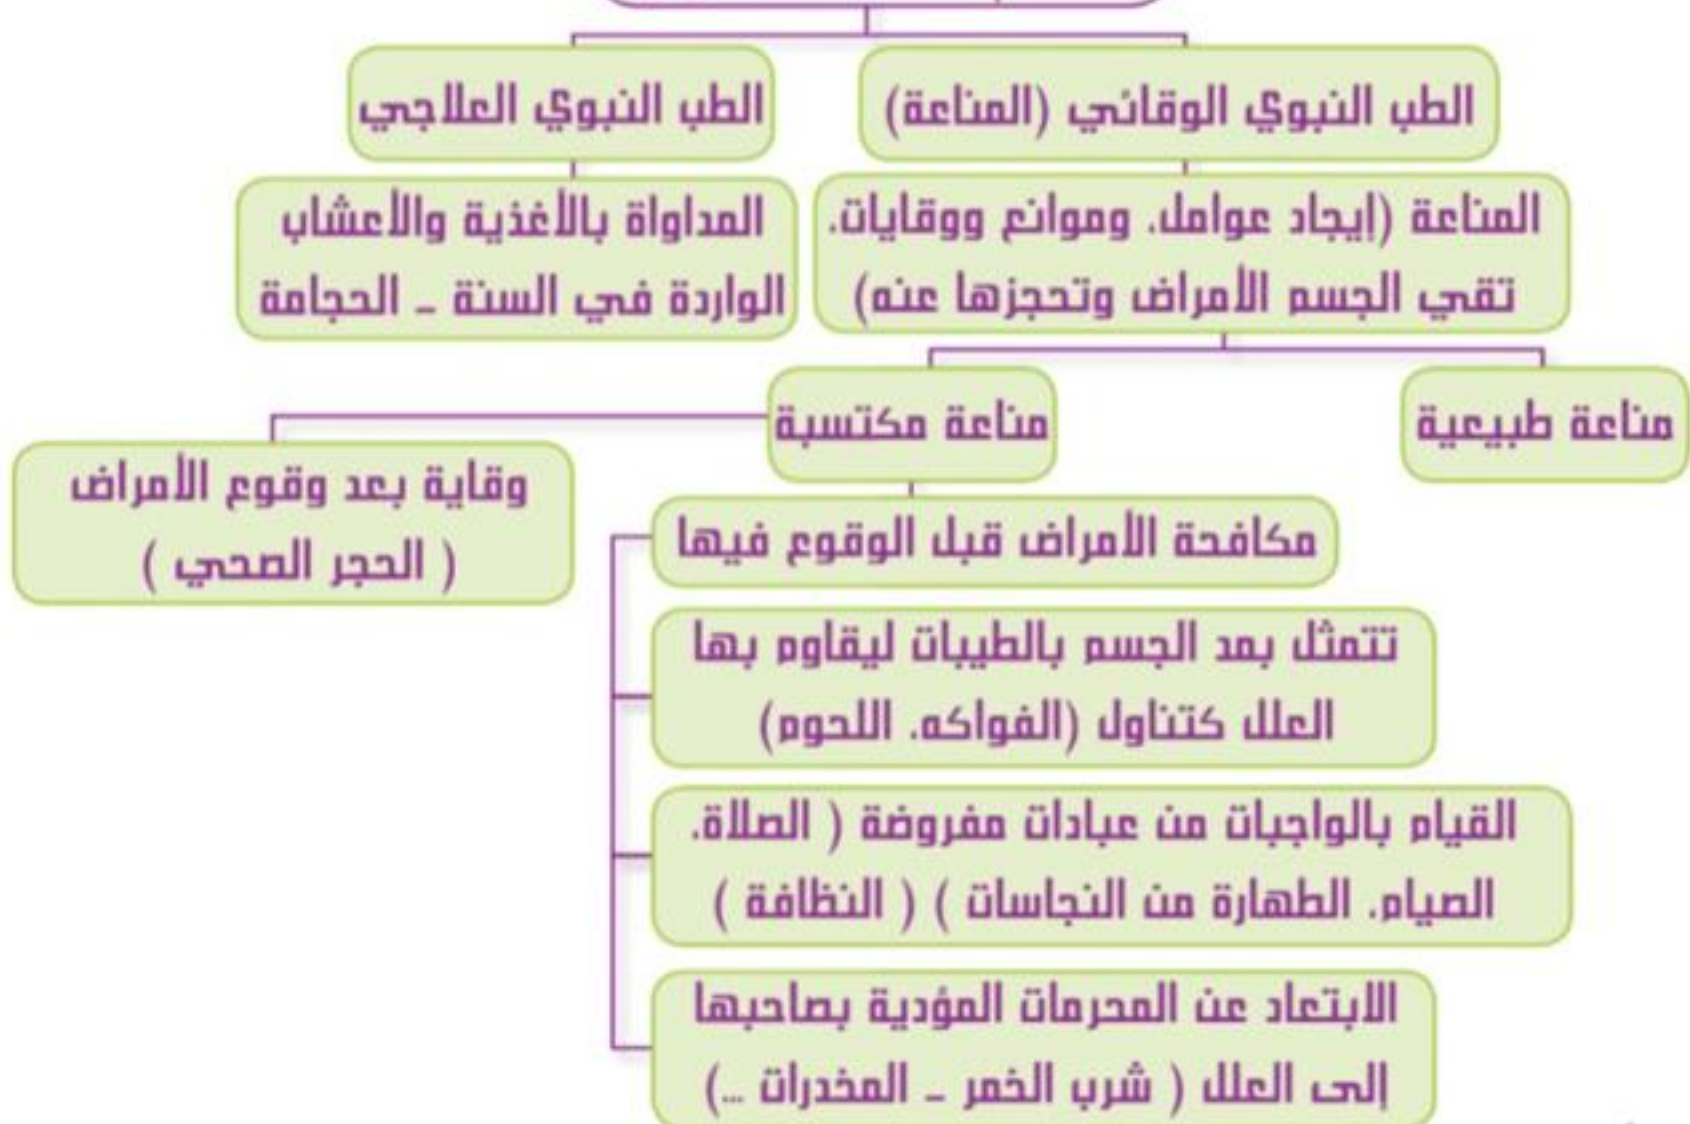 الطب النبوي الوقائي (المناعة)
الطب النبوي العلاجي
المناعة (إيجاد عوامل، وموانع ووقايات،
تقي الجسم الأمراض وتحجزها عنه)
المداواة بالأغذية والأعشاب
الواردة في السنة - الحجامة
مناعة طبيعية
مناعة مكتسبة
وقاية بعد وقوع الأمراض
( الحجر الصحي )
مكافحة الأمراض قبل الوقوع فيها
تتمثل بمد الجسم بالطيبات ليقاوم بها
العلل كتناول (الفواكه، اللحوم)
القيام بالواجبات من عبادات مفروضة ( الصلاة،
الصيام، الطهارة من النجاسات ) ( النظافة )
الابتعاد عن المحرمات المؤدية بصاحبها
إلى العلل ( شرب الخمر - المخدرات ...)